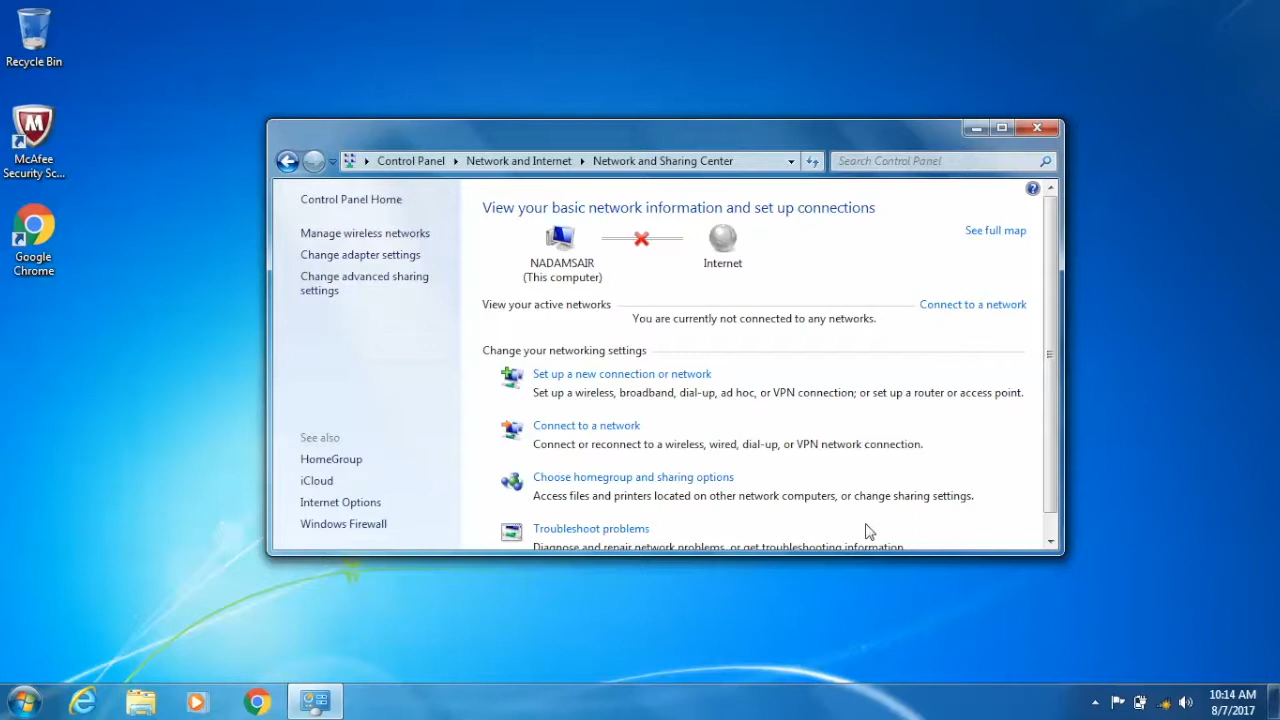 Recycle Bin
McAfee
Security Sc...
Google
Chrome
Control Panel
Network and Internet
Network and Sharing Center
Search Control Panel
Control Panel Home
Manage wireless networks
Change adapter settings
Change advanced sharing
settings
See also
HomeGroup
iCloud
Internet Options
Windows Firewall
View your basic network information and set up connections
See full map
NADAMSAIR
(This computer)
Internet
View your active networks
Connect to a network
You are currently not connected to any networks.
Change your networking settings
Set up a new connection or network
Set up a wireless, broadband, dial-up, ad hoc, or VPN connection; or set up a router or access point.
Connect to a network
Connect or reconnect to a wireless, wired, dial-up, or VPN network connection.
Choose homegroup and sharing options
Access files and printers located on other network computers, or change sharing settings.
Troubleshoot problems
Diagnose and repair network problems, or get troubleshooting information.
10:14 AM
8/7/2017